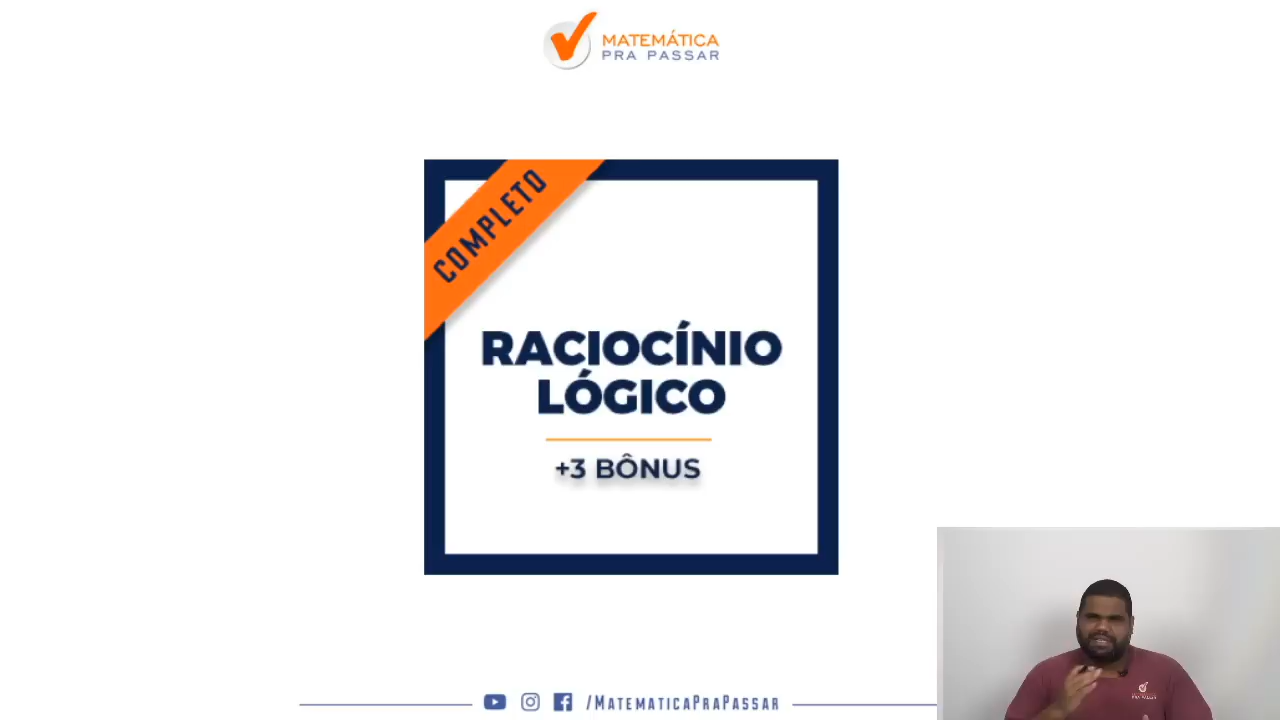 MATEMÁTICA
PRA PASSAR
COMPLETO
RACIOCÍNIO
LÓGICO
+3 BÔNUS
/MATEMATICAPRAPASSAR